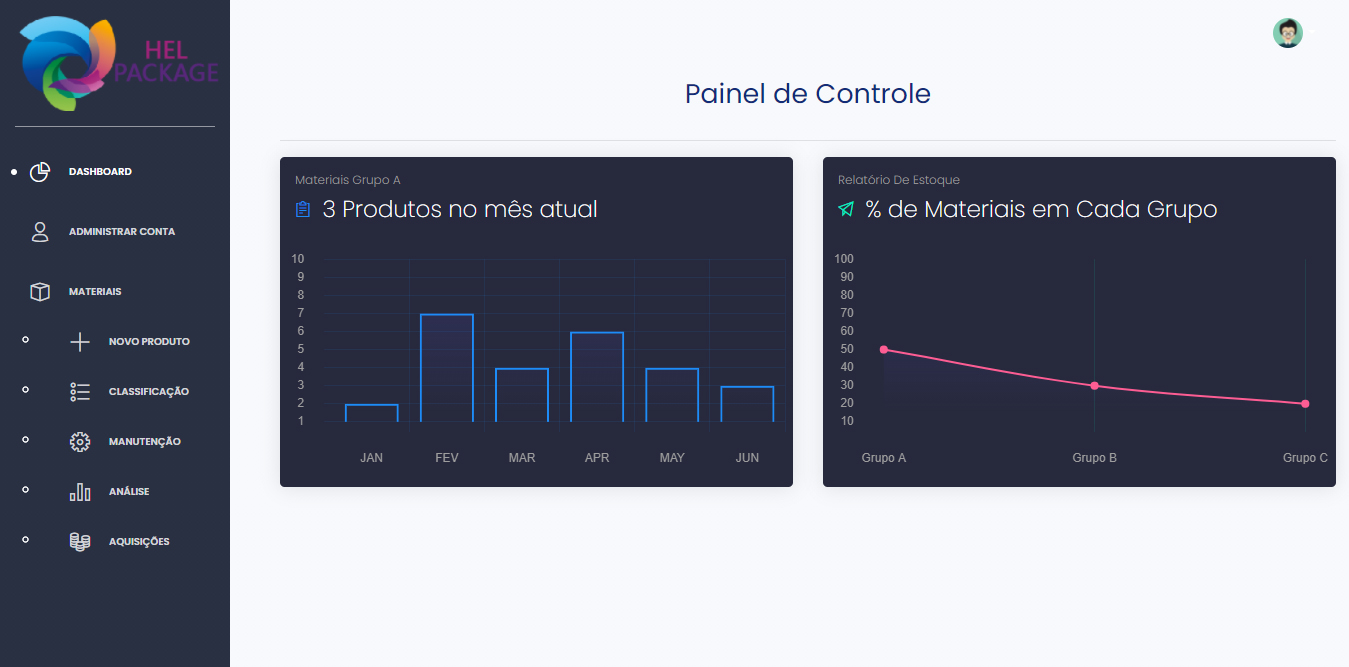 HEL
PACKAGE
DASHBOARD
ADMINISTRAR CONTA
MATERIAIS
NOVO PRODUTO
CLASSIFICAÇÃO
MANUTENÇÃO
ANÁLISE
AQUISIÇÕES
Painel de Controle
Materiais Grupo A
3 Produtos no mês atual
10
9
8
7
6
5
4
3
2
1
JAN FEV MAR APR MAY JUN
Relatório De Estoque
% de Materiais em Cada Grupo
100
90
80
70
60
50
40
30
20
10
Grupo A Grupo B Grupo C